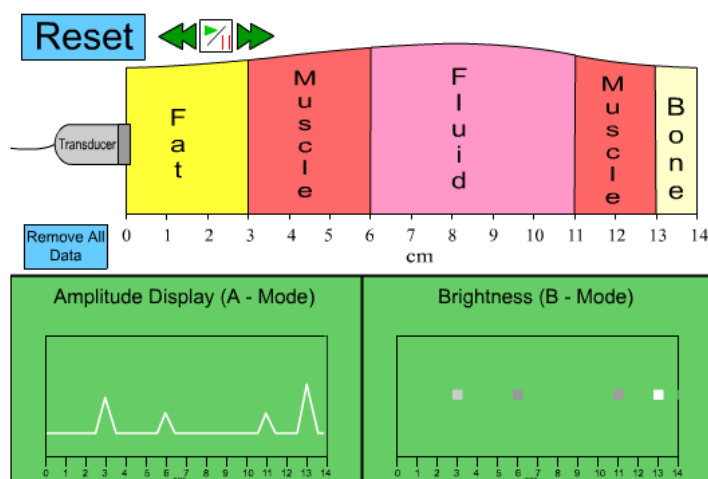 Reset
Fat
Muscle
Fluid
Muscle
Bone
Transducer
Remove All
Data
0 1 2 3 4 5 6 7 8 9 10 11 12 13 14
cm
Amplitude Display (A - Mode)
Brightness (B - Mode)
0 1 2 3 4 5 6 7 8 9 10 11 12 13 14
0 1 2 3 4 5 6 7 8 9 10 11 12 13 14